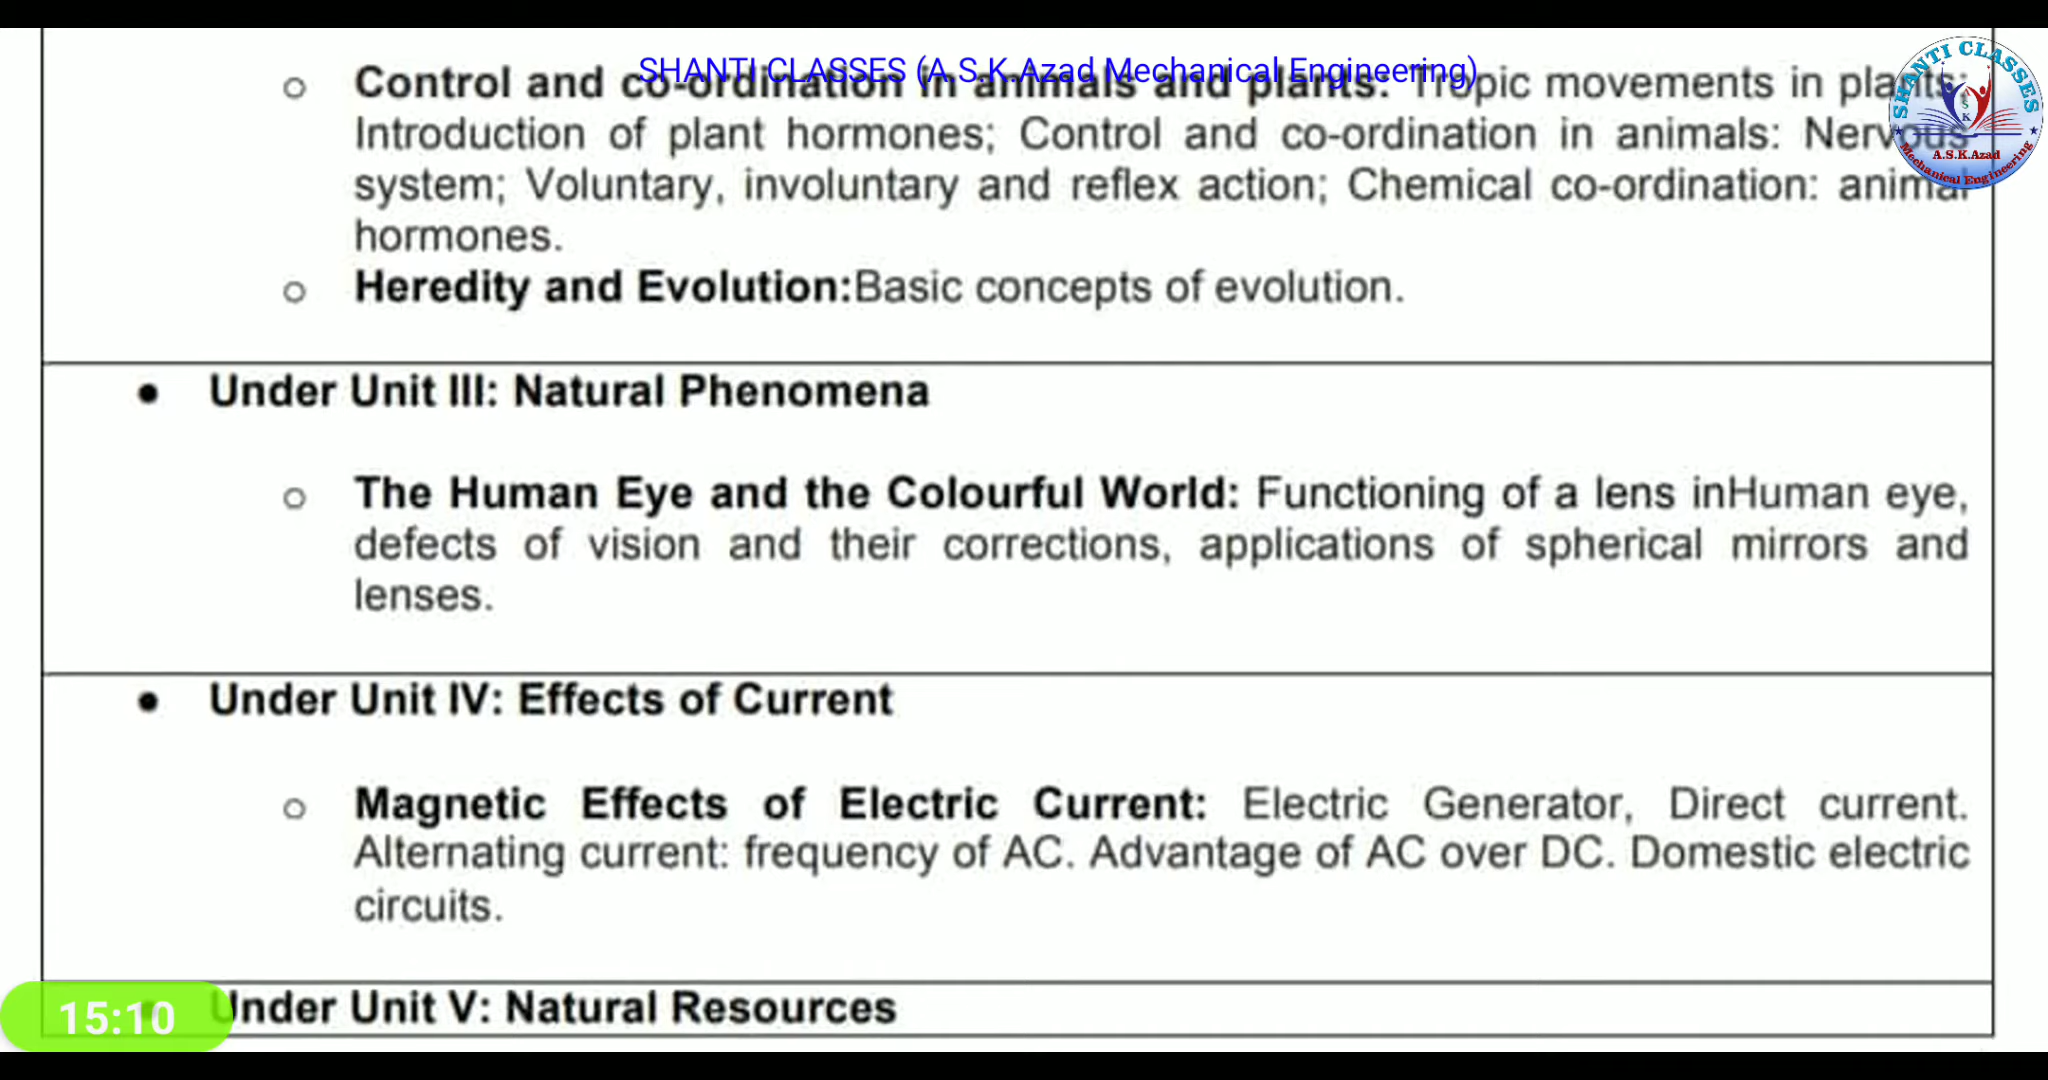 SHANTI CLASSES (A.S.K.Azad Mechanical Engineering)
SHANTI CLASSES
A
S
K
A.S.K.Azad
Mechanical Engineering
○ Control and co-ordination in animals and plants: Tropic movements in plants;
Introduction of plant hormones; Control and co-ordination in animals: Nervous
system; Voluntary, involuntary and reflex action; Chemical co-ordination: animal
hormones.
○ Heredity and Evolution:Basic concepts of evolution.
● Under Unit III: Natural Phenomena
○ The Human Eye and the Colourful World: Functioning of a lens inHuman eye,
defects of vision and their corrections, applications of spherical mirrors and
lenses.
● Under Unit IV: Effects of Current
○ Magnetic Effects of Electric Current: Electric Generator, Direct current.
Alternating current: frequency of AC. Advantage of AC over DC. Domestic electric
circuits.
● Under Unit V: Natural Resources
15:10